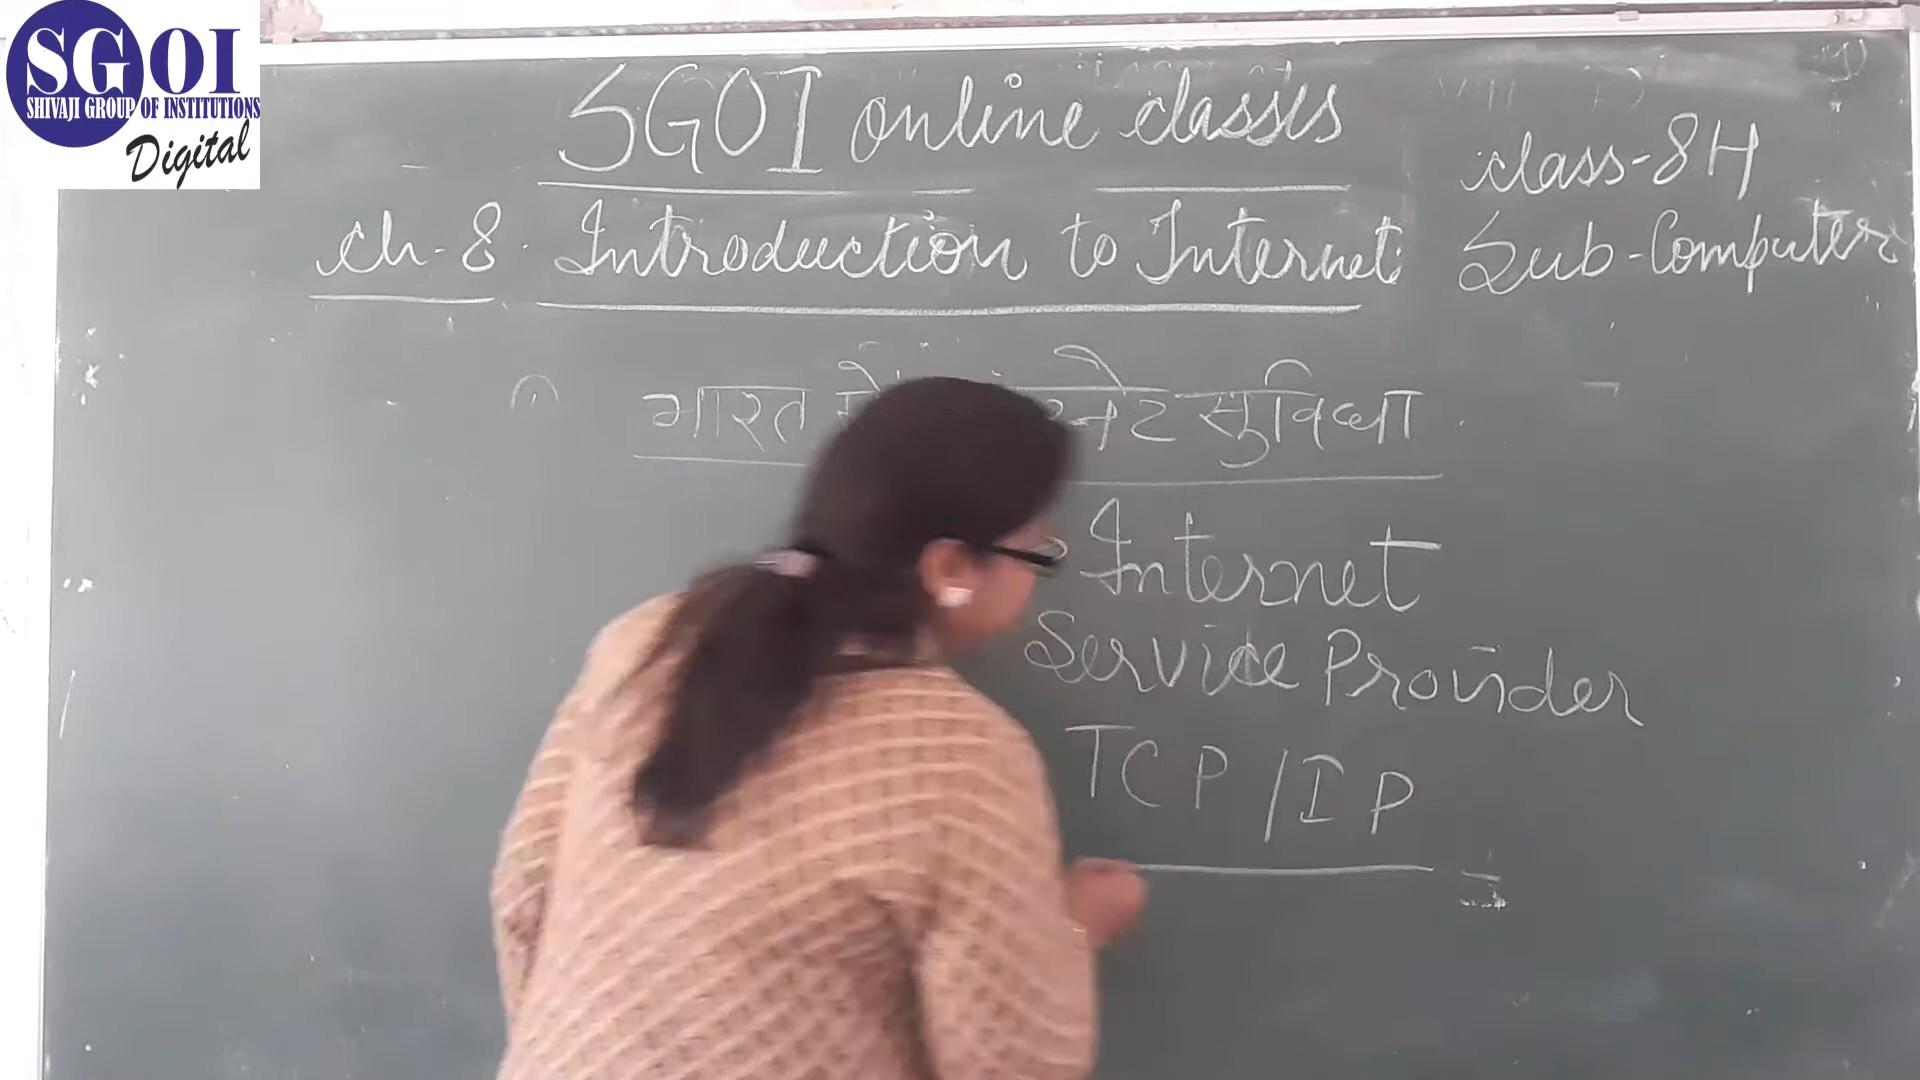 SGOI
SHIVAJI GROUP OF INSTITUTIONS
Digital
SGOI online classes
class-8H
Sub-Computer
ch-8. Introduction to Internet
भारत में सुविधा
Internet
Service Provider
TCP/IP